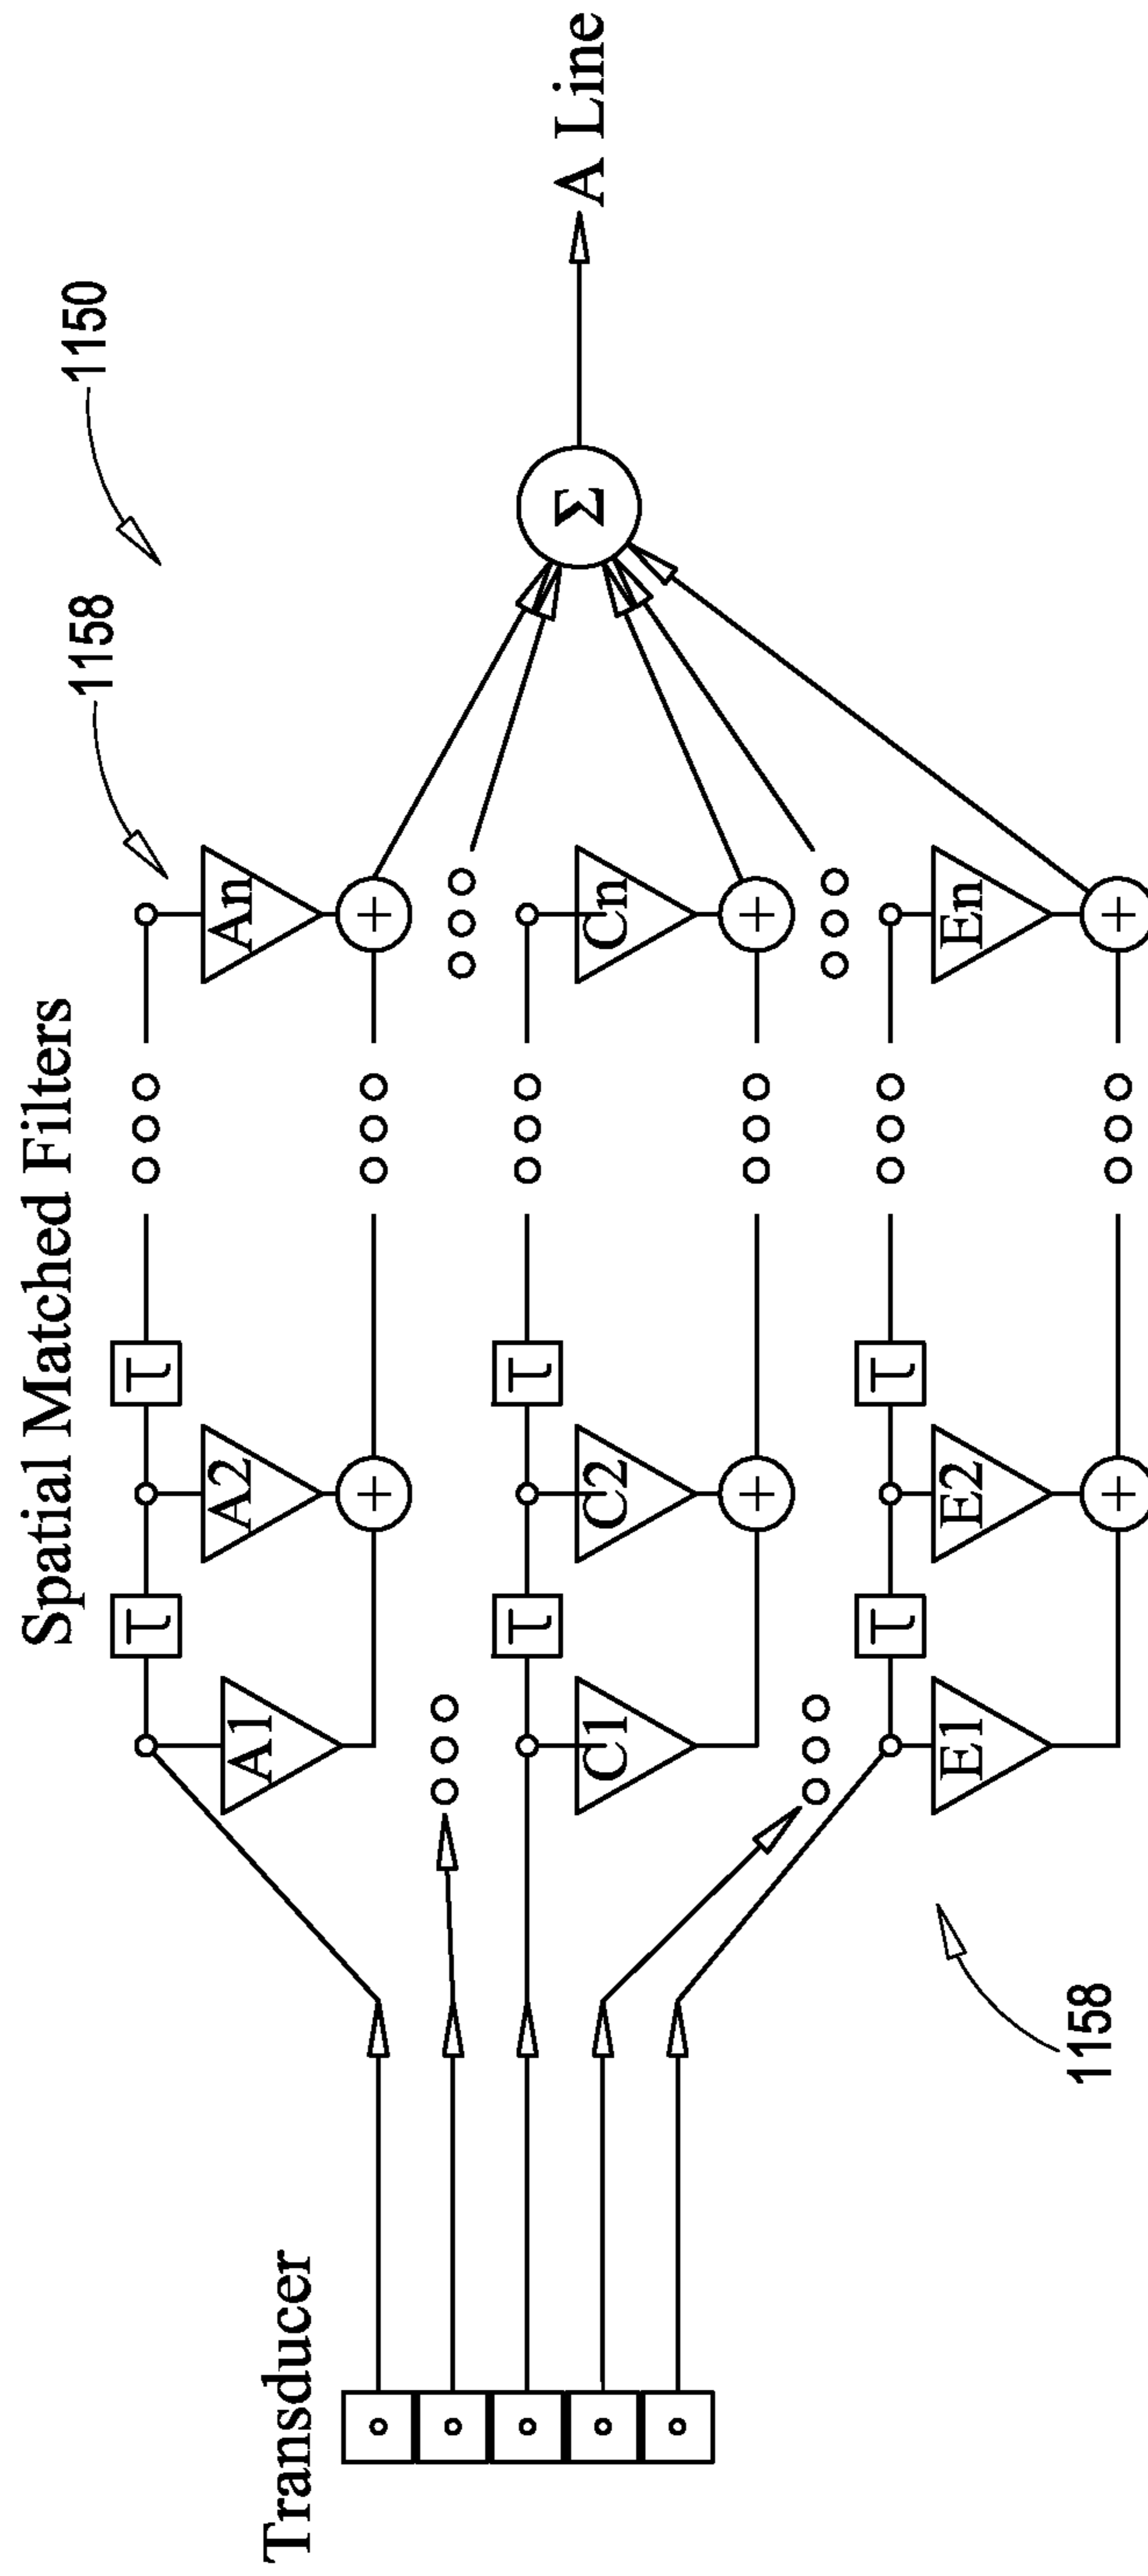 Spatial Matched Filters
1158
1150
Transducer
τ
τ
A1
A2
An
+
+
τ
τ
C1
C2
Cn
+
+
Σ
A Line
τ
τ
E1
E2
En
+
+
1158